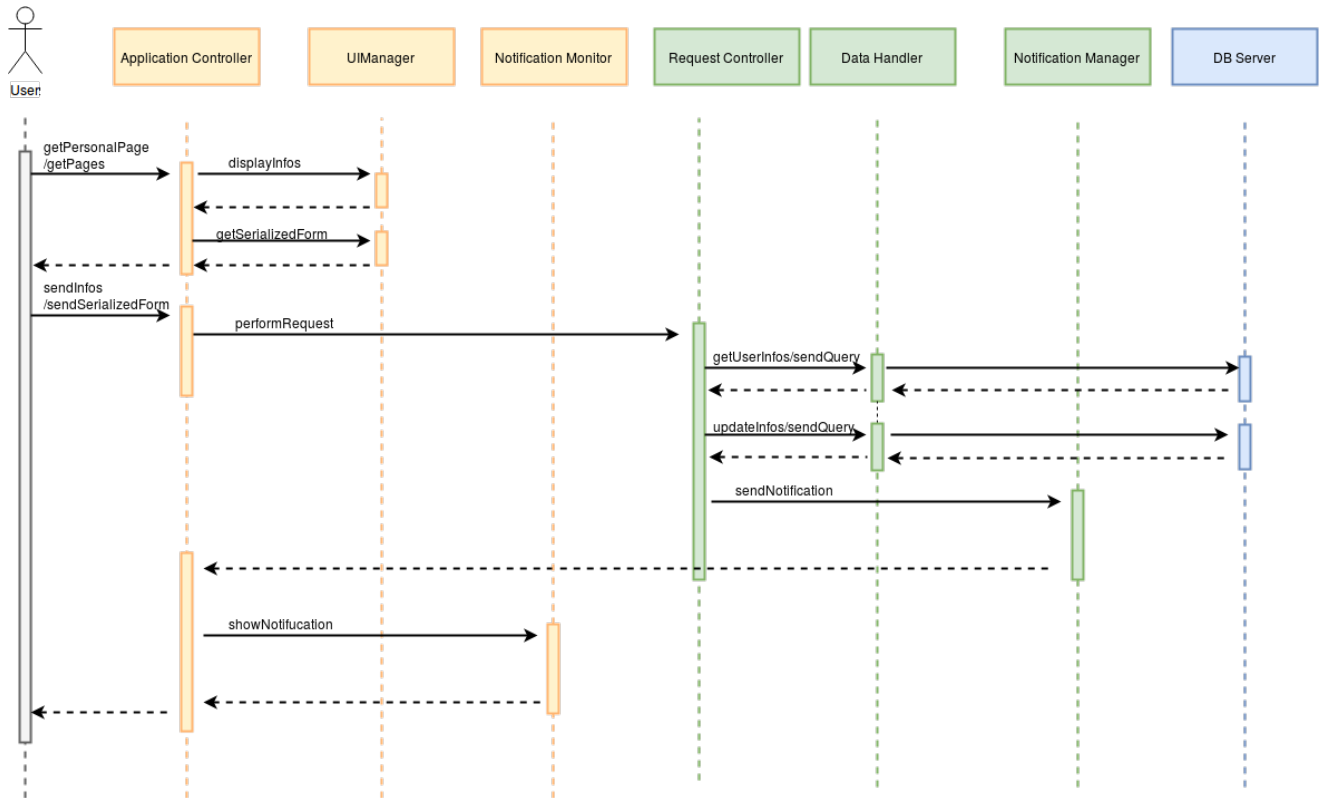 Application Controller
UIManager
Notification Monitor
Request Controller
Data Handler
Notification Manager
DB Server
User
getPersonalPage
/getPages
displayInfos
getSerializedForm
sendInfos
/sendSerializedForm
performRequest
getUserInfos/sendQuery
updateInfos/sendQuery
sendNotification
showNotifucation